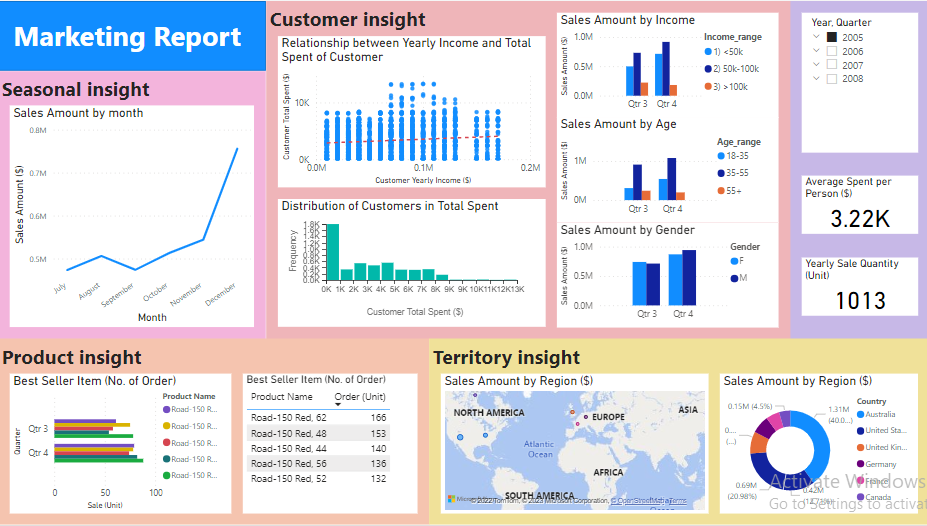 Marketing Report
Seasonal insight
Sales Amount by month
0.8M
0.7M
0.6M
0.5M
Sales Amount ($)
July
August
September
October
November
December
Month
Customer insight
Relationship between Yearly Income and Total
Spent of Customer
Customer Total Spent ($)
10K
0K
0.0M 0.1M 0.2M
Customer Yearly Income ($)
Distribution of Customers in Total Spent
Frequency
1.8K
1.6K
1.4K
1.2K
1.0K
0.8K
0.6K
0.4K
0.2K
0.0K
0K 1K 2K 3K 4K 5K 6K 7K 8K 9K 9K 10K 11K 12K 13K
Customer Total Spent ($)
Sales Amount by Income
Sales Amount ($)
1.0M
0.5M
0.0M
Qtr 3 Qtr 4
Income_range
1) <50k
2) 50k-100k
3) >100k
Sales Amount by Age
Sales Amount ($)
1M
0M
Qtr 3 Qtr 4
Age_range
18-35
35-55
55+
Sales Amount by Gender
Sales Amount ($)
1.0M
0.5M
0.0M
Qtr 3 Qtr 4
Gender
F
M
Year, Quarter
2005
2006
2007
2008
Average Spent per
Person ($)
3.22K
Yearly Sale Quantity
(Unit)
1013
Product insight
Best Seller Item (No. of Order)
Quarter
Qtr 3
Qtr 4
0 50 100
Sale (Unit)
Product Name
Road-150 R...
Road-150 R...
Road-150 R...
Road-150 R...
Road-150 R...
Best Seller Item (No. of Order)
Product Name Order (Unit)
Road-150 Red, 62 166
Road-150 Red, 48 153
Road-150 Red, 44 140
Road-150 Red, 56 136
Road-150 Red, 52 132
Territory insight
Sales Amount by Region ($)
NORTH AMERICA
EUROPE
ASIA
Atlantic
Ocean
AFRICA
SOUTH AMERICA
Microsoft
© 2022 TomTom, © 2023 Microsoft Corporation, © OpenStreetMap Terms
Sales Amount by Region ($)
0.15M (4.5%)
1.31M
(40.0...)
0....
(...)
0.69M
(20.98%)
0.42M
Country
Australia
United Sta...
United Kin...
Germany
France
Canada
Activate Windows
Go to Settings to activat